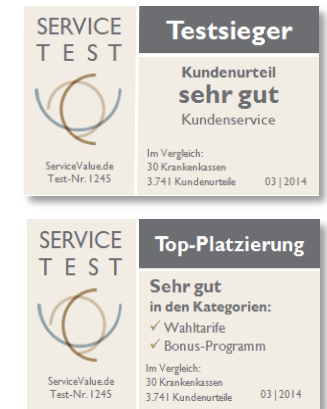 SERVICE
TEST
ServiceValue.de
Test-Nr. 1245
Testsieger
Kundenurteil
sehr gut
Kundenservice
Im Vergleich:
30 Krankenkassen
3.741 Kundenurteile 03 | 2014
SERVICE
TEST
ServiceValue.de
Test-Nr. 1245
Top-Platzierung
Sehr gut
in den Kategorien:
✓ Wahltarife
✓ Bonus-Programm
Im Vergleich:
30 Krankenkassen
3.741 Kundenurteile 03 | 2014